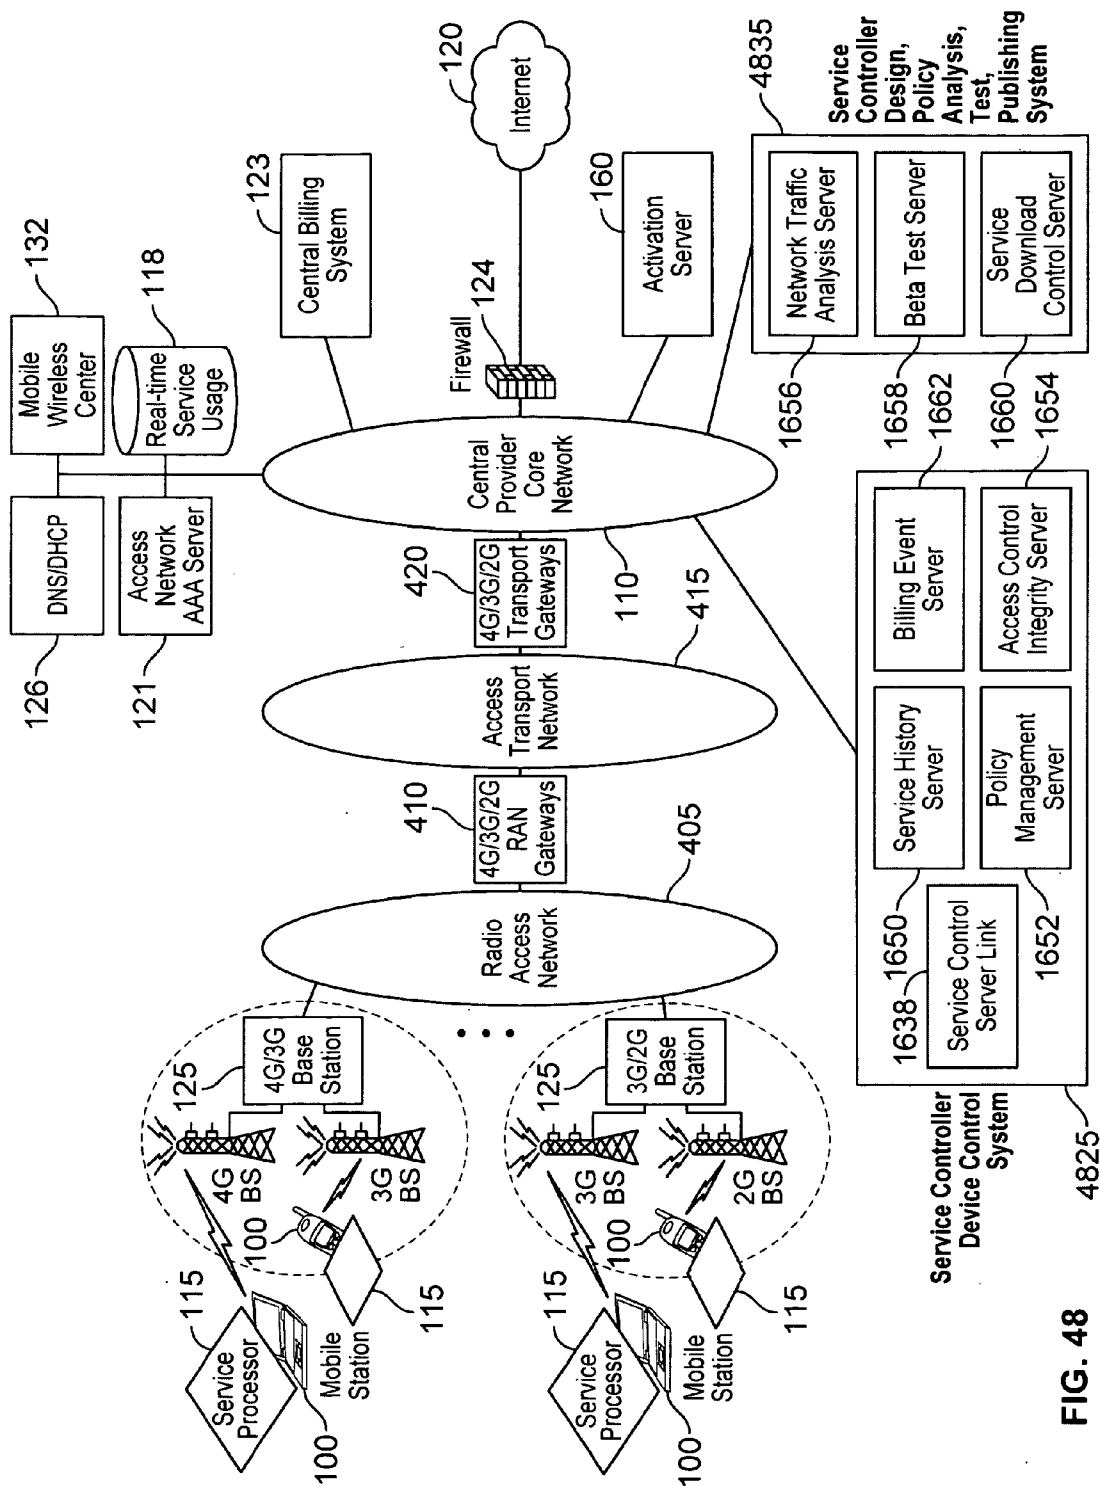 126
DNS/DHCP
Mobile
Wireless
Center
132
121
Access
Network
AAA Server
Real-time
Service
Usage
118
Central Billing
System
123
115
Service
Processor
100
Mobile
Station
115
100
4G
BS
3G
BS
125
4G/3G
Base
Station
Radio
Access
Network
405
410
4G/3G/2G
RAN
Gateways
Access
Transport
Network
415
420
4G/3G/2G
Transport
Gateways
Central
Provider
Core
Network
110
Firewall
124
Internet
120
115
Service
Processor
100
Mobile
Station
115
100
3G
BS
2G
BS
125
3G/2G
Base
Station
Activation
Server
160
Service Controller
Device Control
System
4825
1638
Service Control
Server Link
1650
Service History
Server
Billing Event
Server
1662
1652
Policy
Management
Server
Access Control
Integrity Server
1654
1656
Network Traffic
Analysis Server
1658
Beta Test Server
1660
Service
Download
Control Server
4835
Service
Controller
Design,
Policy
Analysis,
Test,
Publishing
System
FIG. 48